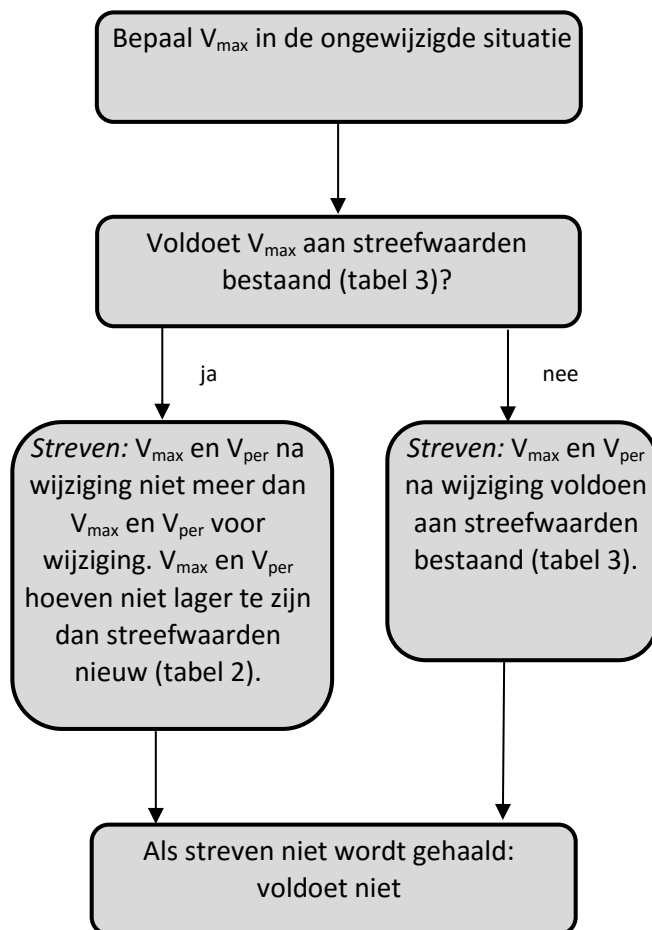 Bepaal Vmax in de ongewijzigde situatie
Voldoet Vmax aan streefwaarden
bestaand (tabel 3)?
ja
nee
Streven: Vmax en Vper na
wijziging niet meer dan
Vmax en Vper voor
wijziging. Vmax en Vper
hoeven niet lager te zijn
dan streefwaarden
nieuw (tabel 2).
Streven: Vmax en Vper
na wijziging voldoen
aan streefwaarden
bestaand (tabel 3).
Als streven niet wordt gehaald:
voldoet niet